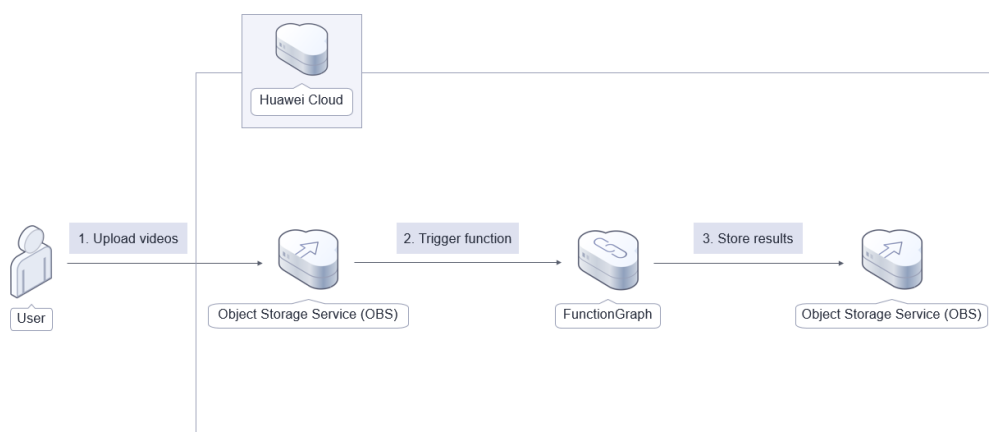 Huawei Cloud
1. Upload videos
2. Trigger function
3. Store results
User
Object Storage Service (OBS)
FunctionGraph
Object Storage Service (OBS)